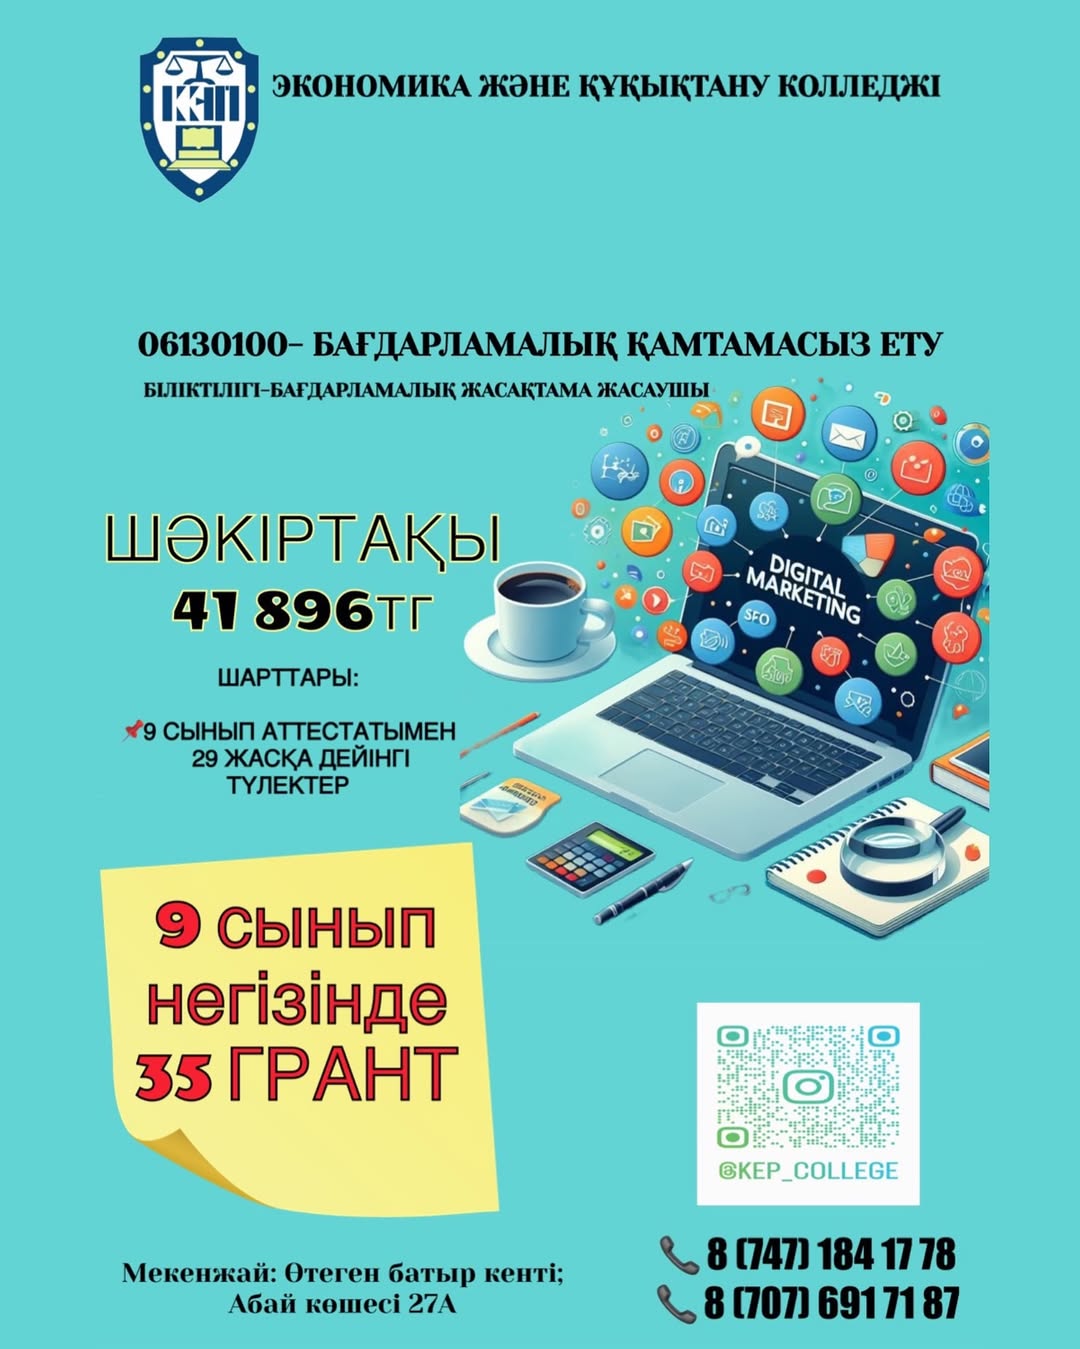 ККЭП
ЭКОНОМИКА ЖӘНЕ ҚҰҚЫҚТАНУ КОЛЛЕДЖІ
06130100- БАҒДАРЛАМАЛЫҚ ҚАМТАМАСЫЗ ЕТУ
БІЛІКТІЛІГІ-БАҒДАРЛАМАЛЫҚ ЖАСАҚТАМА ЖАСАУШЫ
ШӘКІРТАҚЫ
41 896ТГ
ШАРТТАРЫ:
📌9 СЫНЫП АТТЕСТАТЫМЕН
29 ЖАСҚА ДЕЙІНГІ
ТҮЛЕКТЕР
DIGITAL
MARKETING
SFO
9 сынып
негізінде
35 ГРАНТ
@KEP_COLLEGE
Мекенжай: Өтеген батыр кенті;
Абай көшесі 27А
📞 8 (747) 184 17 78
📞 8 (707) 691 71 87